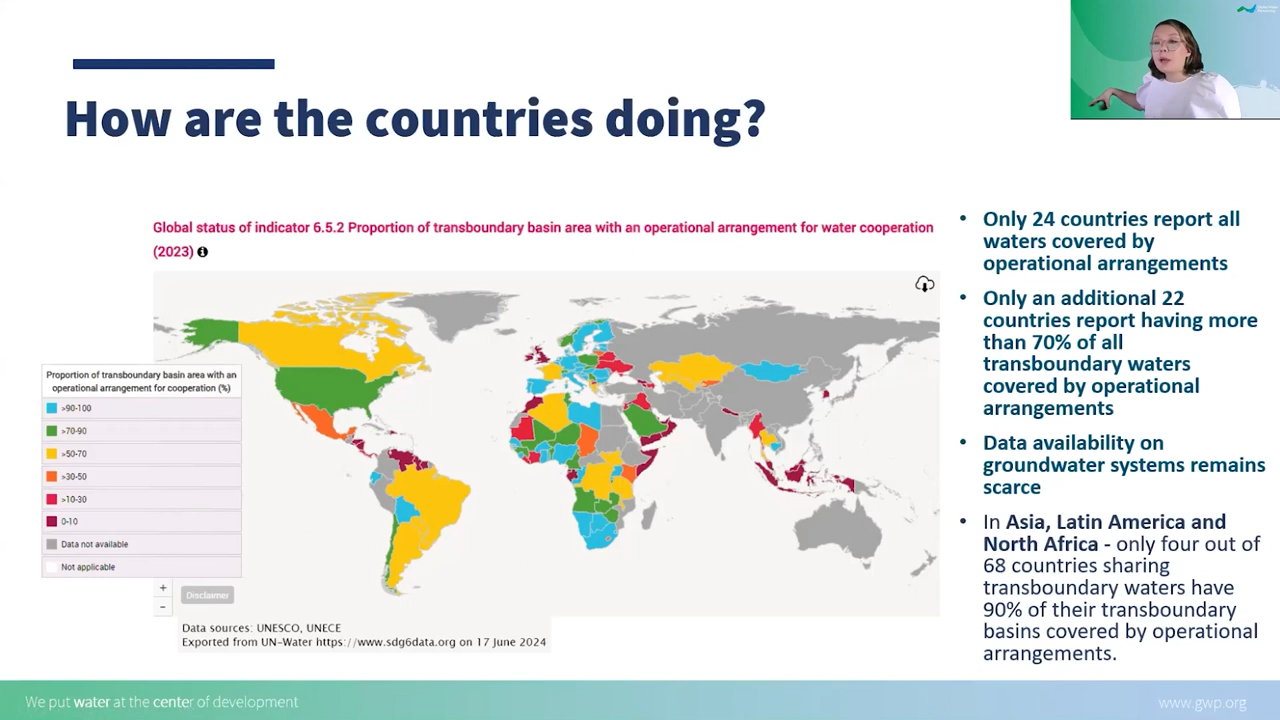 How are the countries doing?
Global status of indicator 6.5.2 Proportion of transboundary basin area with an operational arrangement for water cooperation
(2023)
Proportion of transboundary basin area with an
operational arrangement for cooperation (%)
>90-100
>70-90
>50-70
>30-50
>10-30
0-10
Data not available
Not applicable
+
−
Disclaimer
Data sources: UNESCO, UNECE
Exported from UN-Water https://www.sdg6data.org on 17 June 2024
• Only 24 countries report all
waters covered by
operational arrangements
• Only an additional 22
countries report having more
than 70% of all
transboundary waters
covered by operational
arrangements
• Data availability on
groundwater systems remains
scarce
• In Asia, Latin America and
North Africa - only four out of
68 countries sharing
transboundary waters have
90% of their transboundary
basins covered by operational
arrangements.
We put water at the center of development
www.gwp.org